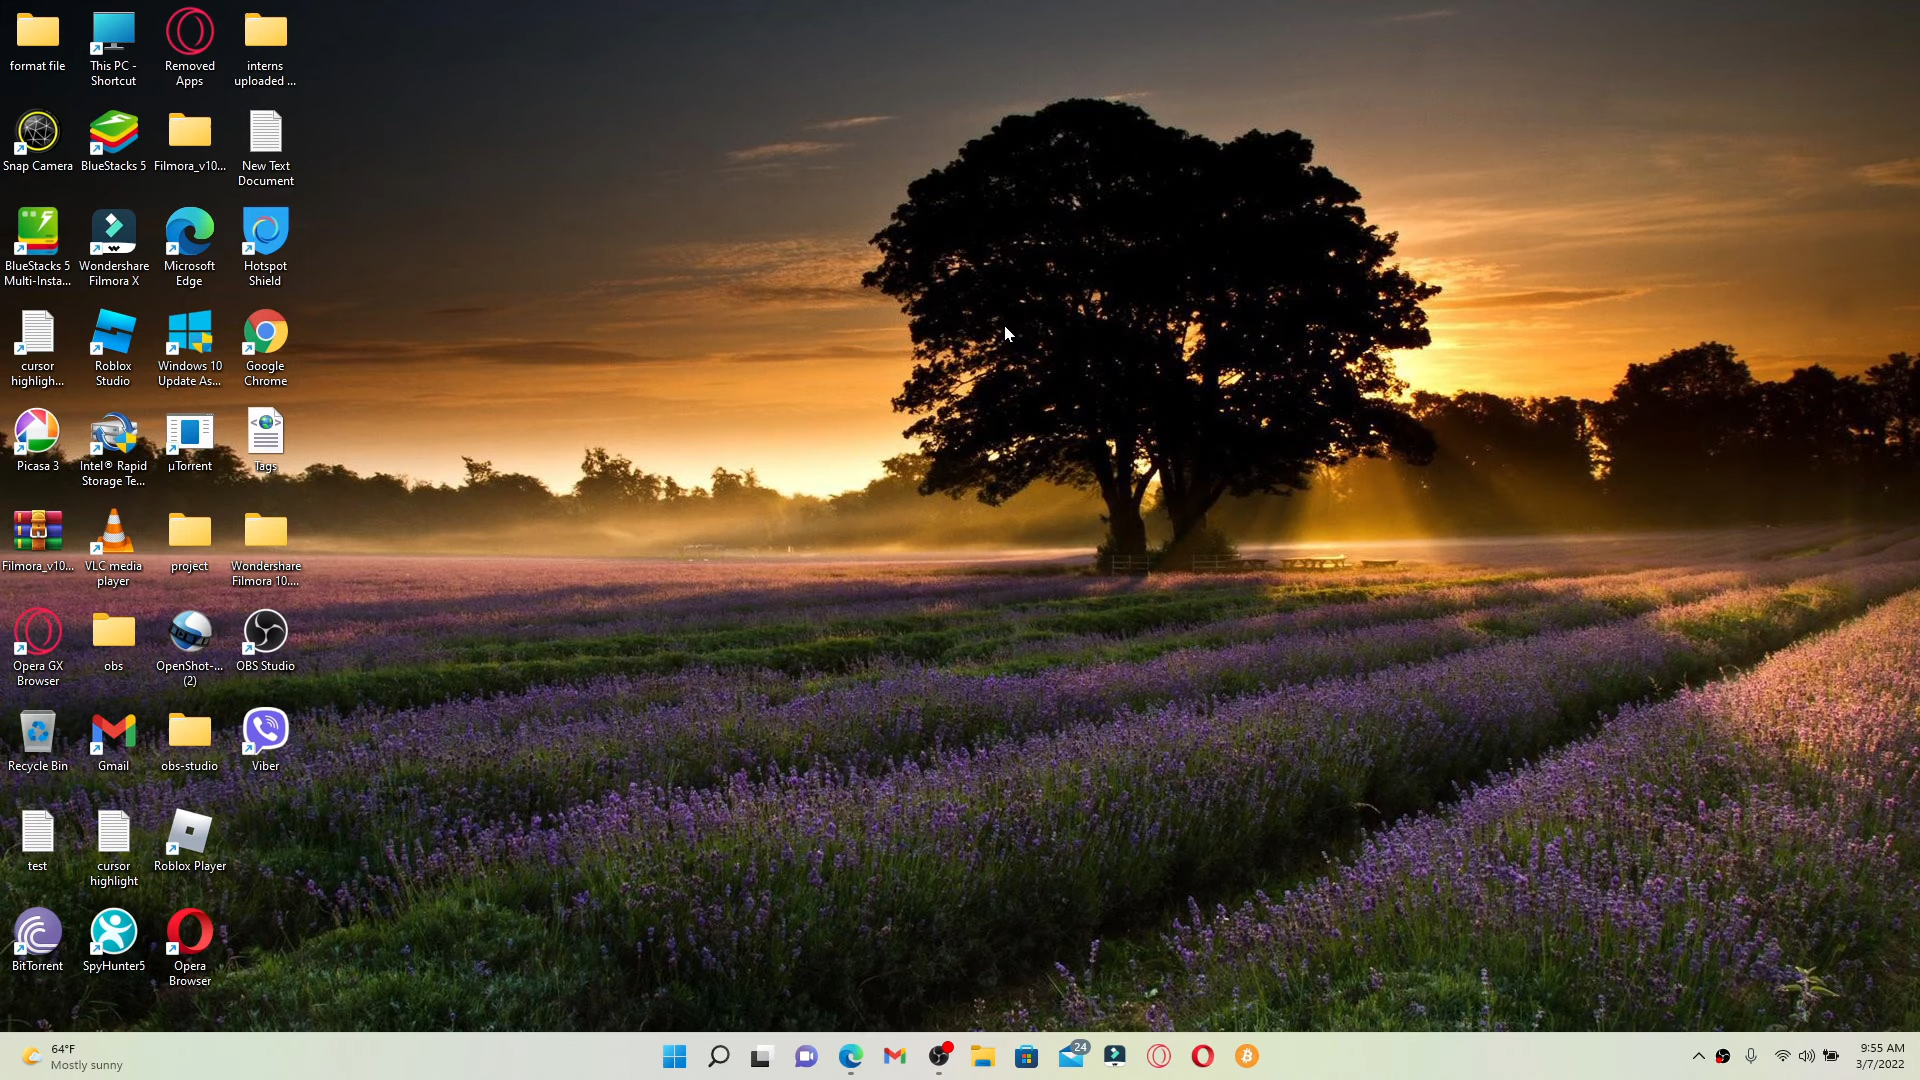 format file
This PC -
Shortcut
Removed
Apps
interns
uploaded ...
Snap Camera
BlueStacks 5
Filmora_v10...
New Text
Document
BlueStacks 5
Multi-Insta...
Wondershare
Filmora X
Microsoft
Edge
Hotspot
Shield
cursor
highligh...
Roblox
Studio
Windows 10
Update As...
Google
Chrome
Picasa 3
Intel® Rapid
Storage Te...
µTorrent
Tags
Filmora_v10...
VLC media
player
project
Wondershare
Filmora 10....
Opera GX
Browser
obs
OpenShot-...
(2)
OBS Studio
Recycle Bin
Gmail
obs-studio
Viber
test
cursor
highlight
Roblox Player
BitTorrent
SpyHunter5
Opera
Browser
64°F
Mostly sunny
24
9:55 AM
3/7/2022